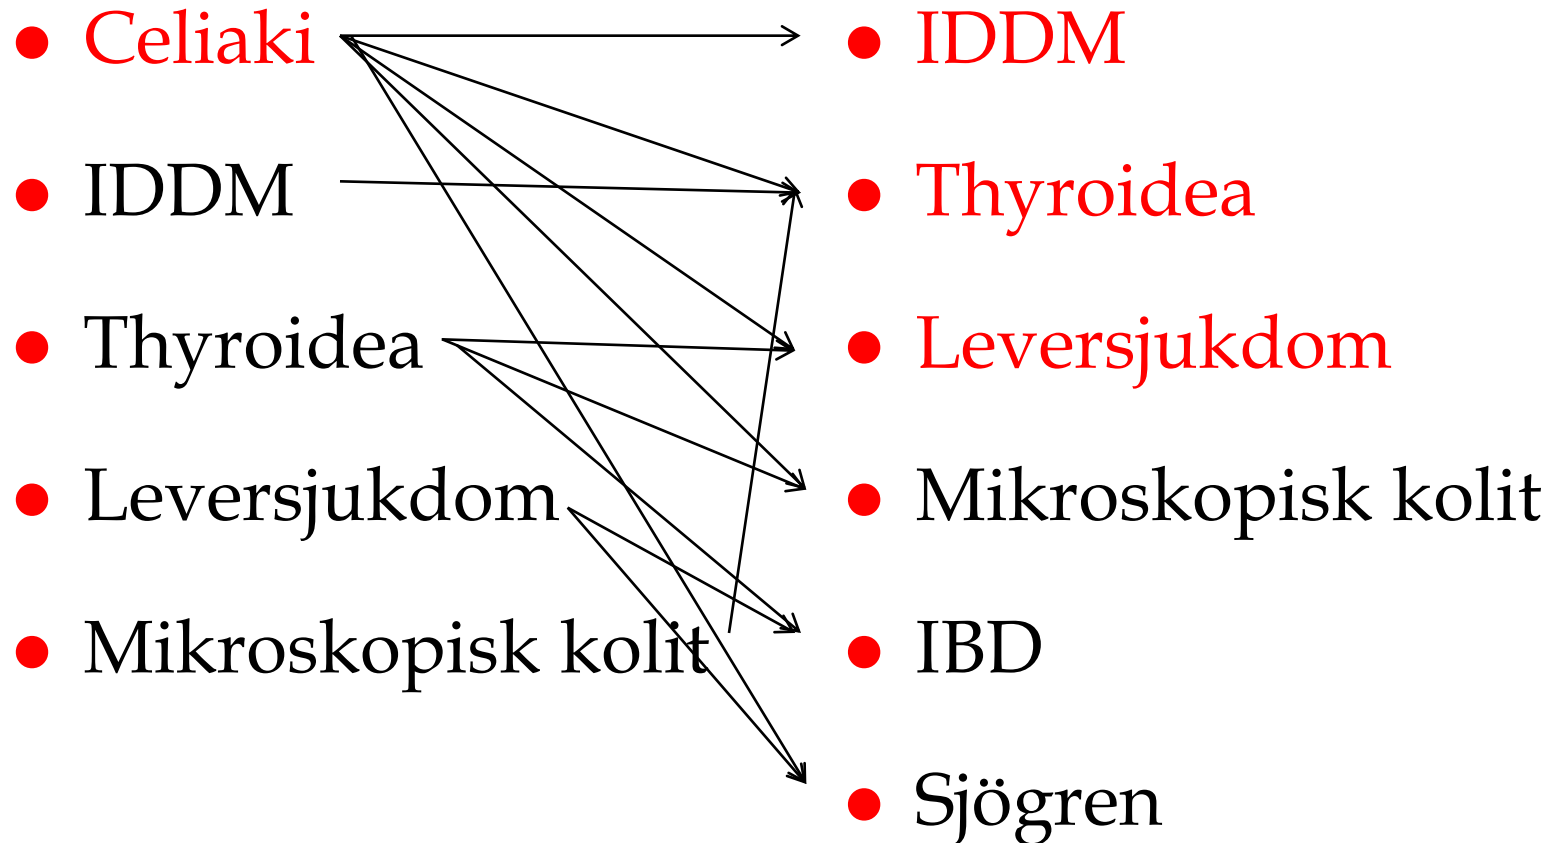 • Celiaki
• IDDM
• Thyroidea
• Leversjukdom
• Mikroskopisk kolit
• IDDM
• Thyroidea
• Leversjukdom
• Mikroskopisk kolit
• IBD
• Sjögren